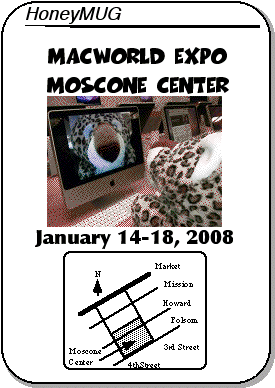 HoneyMUG
MACWORLD EXPO
MOSCONE CENTER
January 14-18, 2008
Market
N
Mission
Howard
Folsom
Moscone
Center
3rd Street
4thStreet